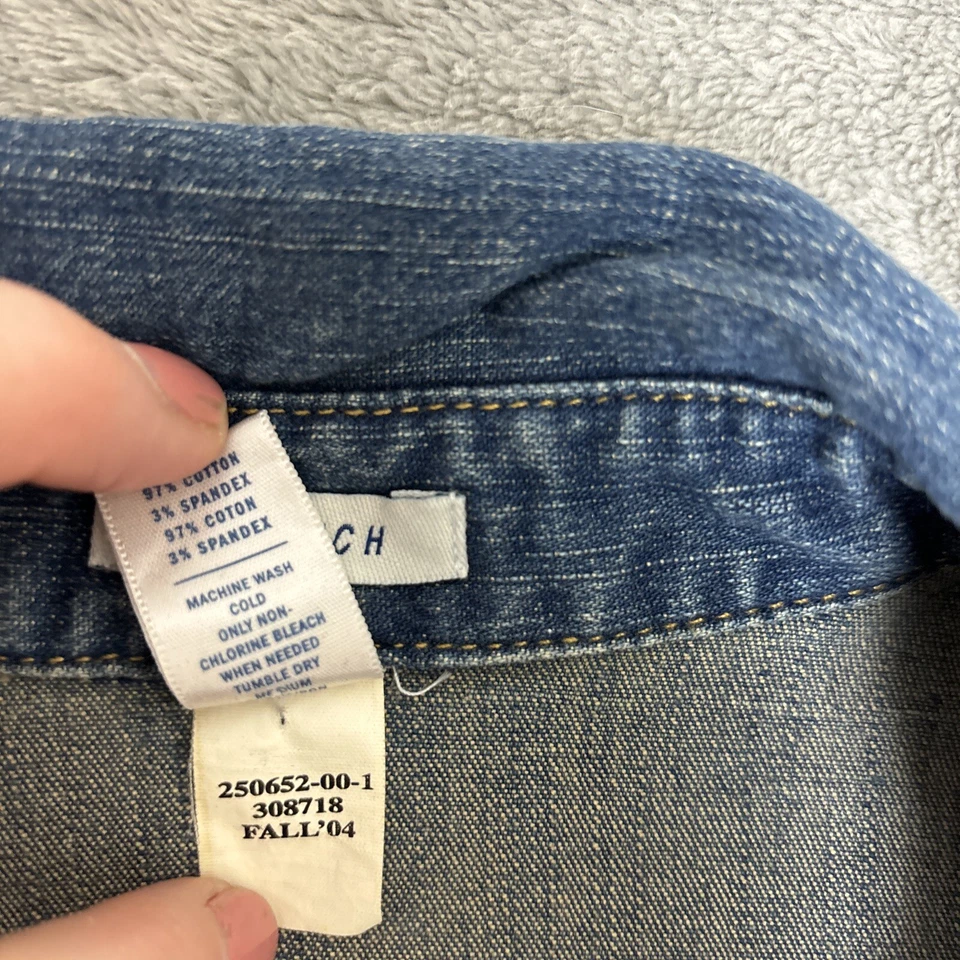 97% COTTON
3% SPANDEX
97% COTON
3% SPANDEX
CH
MACHINE WASH
COLD
ONLY NON-
CHLORINE BLEACH
WHEN NEEDED
TUMBLE DRY
MEDIUM
250652-00-1
308718
FALL'04